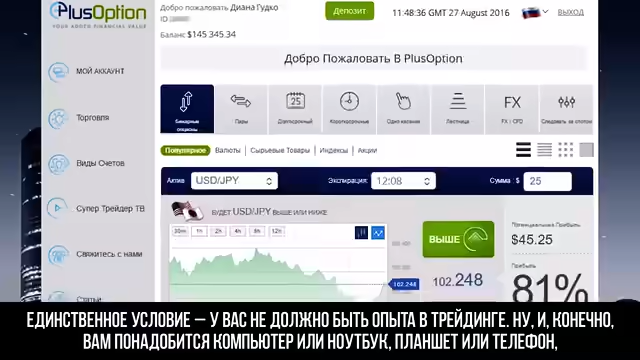 PlusOption
YOUR ADDED FINANCIAL VALUE
Добро пожаловать Диана Гудко
ID
Баланс $145,345.34
Депозит
11:48:36 GMT 27 August 2016
ВЫХОД
Добро Пожаловать В PlusOption
МОЙ АККАУНТ
Торговля
Виды Счетов
Супер Трейдер ТВ
Свяжитесь с нами
Статьи
Бинарные опционы
Пары
Долгосрочный
Краткосрочные
Одно касание
Лестница
FX
FX / CFD
Следовать за опцион
Популярное
Валюты
Сырьевые Товары
Индексы
Акции
Актив
USD/JPY
Экспирация:
12:08
Сумма : $
25
БУДЕТ USD/JPY ВЫШЕ ИЛИ НИЖЕ
30m 1h 2h 4h 8h 12h
ВЫШЕ
102.248
102.248
Потенциальная Прибыль
$45.25
Прибыль
81%
ЕДИНСТВЕННОЕ УСЛОВИЕ – У ВАС НЕ ДОЛЖНО БЫТЬ ОПЫТА В ТРЕЙДИНГЕ. НУ, И, КОНЕЧНО,
ВАМ ПОНАДОБИТСЯ КОМПЬЮТЕР ИЛИ НОУТБУК, ПЛАНШЕТ ИЛИ ТЕЛЕФОН,